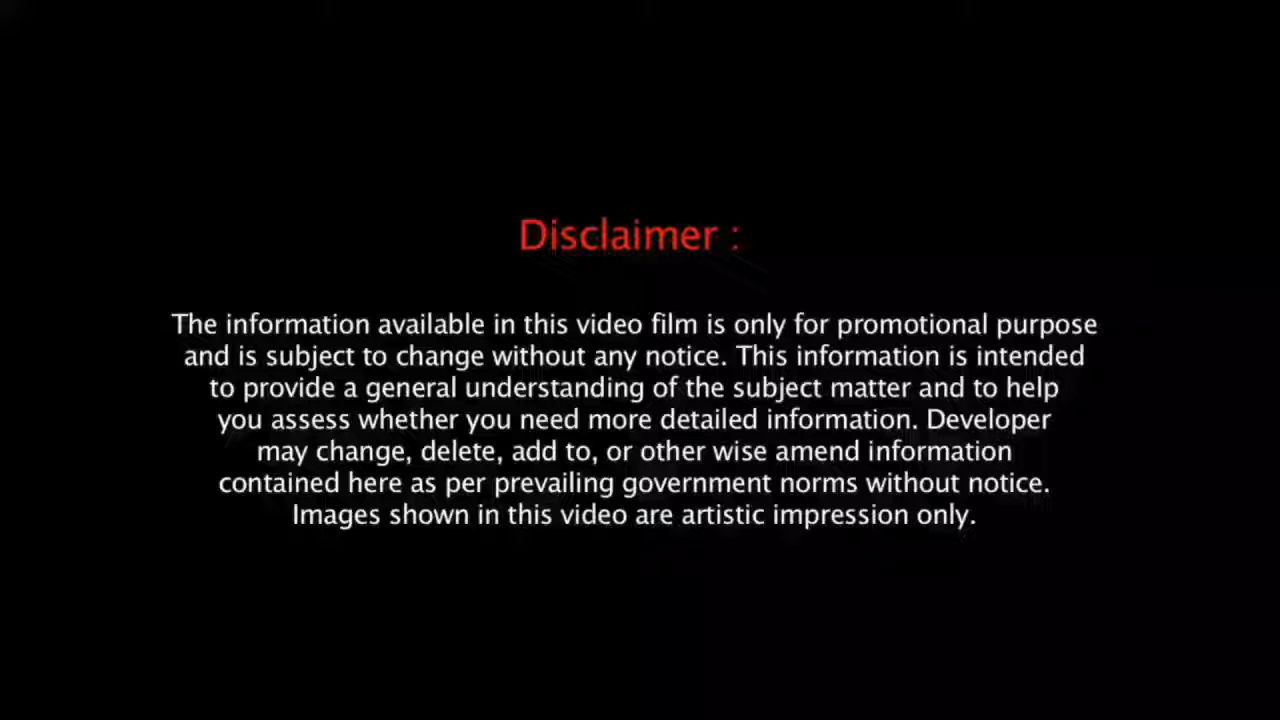 Disclaimer :
The information available in this video film is only for promotional purpose
and is subject to change without any notice. This information is intended
to provide a general understanding of the subject matter and to help
you assess whether you need more detailed information. Developer
may change, delete, add to, or other wise amend information
contained here as per prevailing government norms without notice.
Images shown in this video are artistic impression only.